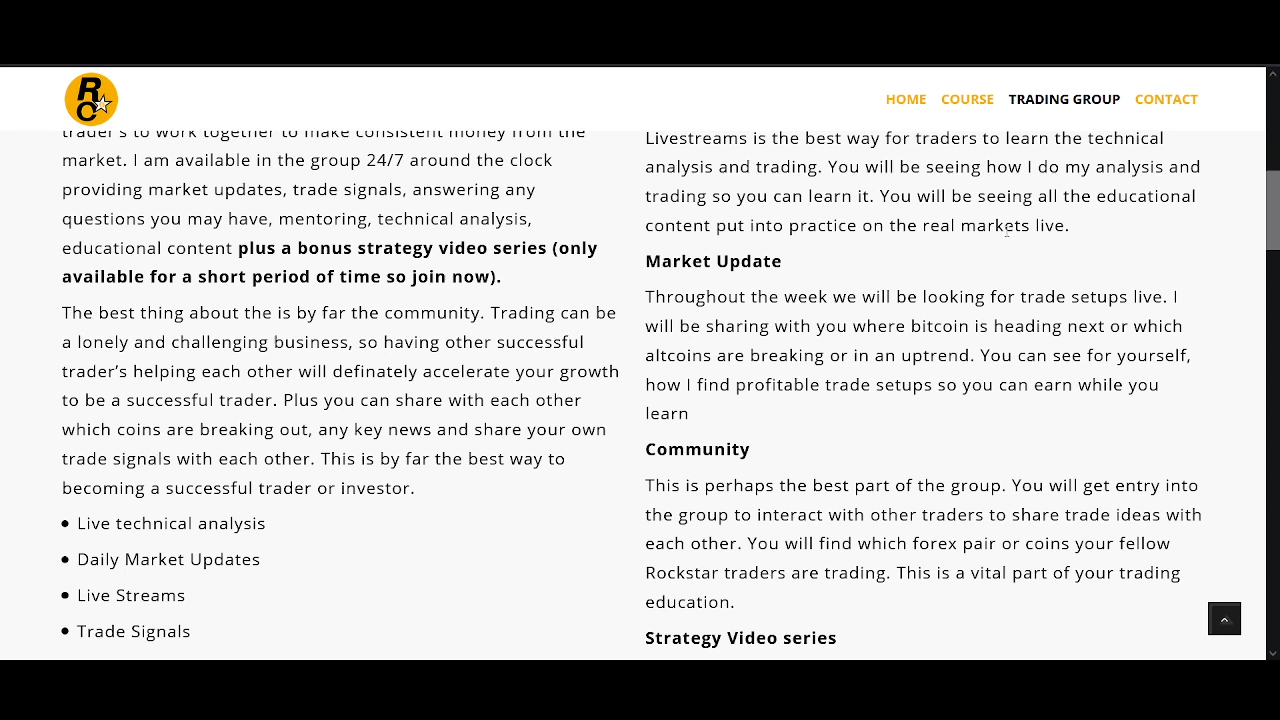 RC
HOME COURSE TRADING GROUP CONTACT
trader's to work together to make consistent money from the
market. I am available in the group 24/7 around the clock
providing market updates, trade signals, answering any
questions you may have, mentoring, technical analysis,
educational content plus a bonus strategy video series (only
available for a short period of time so join now).
The best thing about the is by far the community. Trading can be
a lonely and challenging business, so having other successful
trader’s helping each other will definately accelerate your growth
to be a successful trader. Plus you can share with each other
which coins are breaking out, any key news and share your own
trade signals with each other. This is by far the best way to
becoming a successful trader or investor.
Live technical analysis
Daily Market Updates
Live Streams
Trade Signals
Livestreams is the best way for traders to learn the technical
analysis and trading. You will be seeing how I do my analysis and
trading so you can learn it. You will be seeing all the educational
content put into practice on the real markets live.
Market Update
Throughout the week we will be looking for trade setups live. I
will be sharing with you where bitcoin is heading next or which
altcoins are breaking or in an uptrend. You can see for yourself,
how I find profitable trade setups so you can earn while you
learn
Community
This is perhaps the best part of the group. You will get entry into
the group to interact with other traders to share trade ideas with
each other. You will find which forex pair or coins your fellow
Rockstar traders are trading. This is a vital part of your trading
education.
Strategy Video series